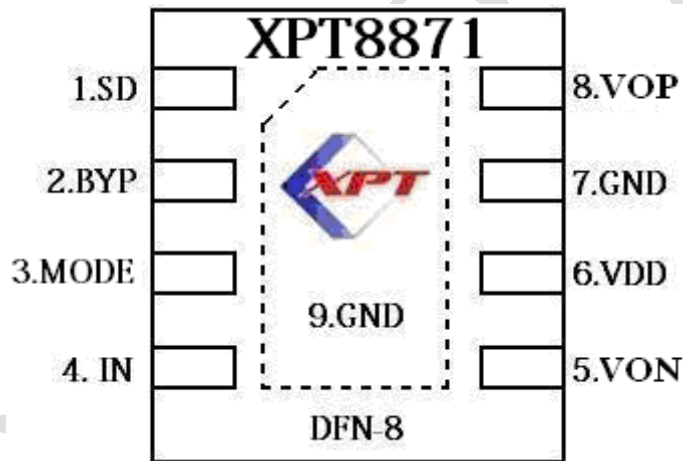 XPT8871
1.SD
8.VOP
2.BYP
XPT
7.GND
3.MODE
6.VDD
9.GND
4. IN
5.VON
DFN-8